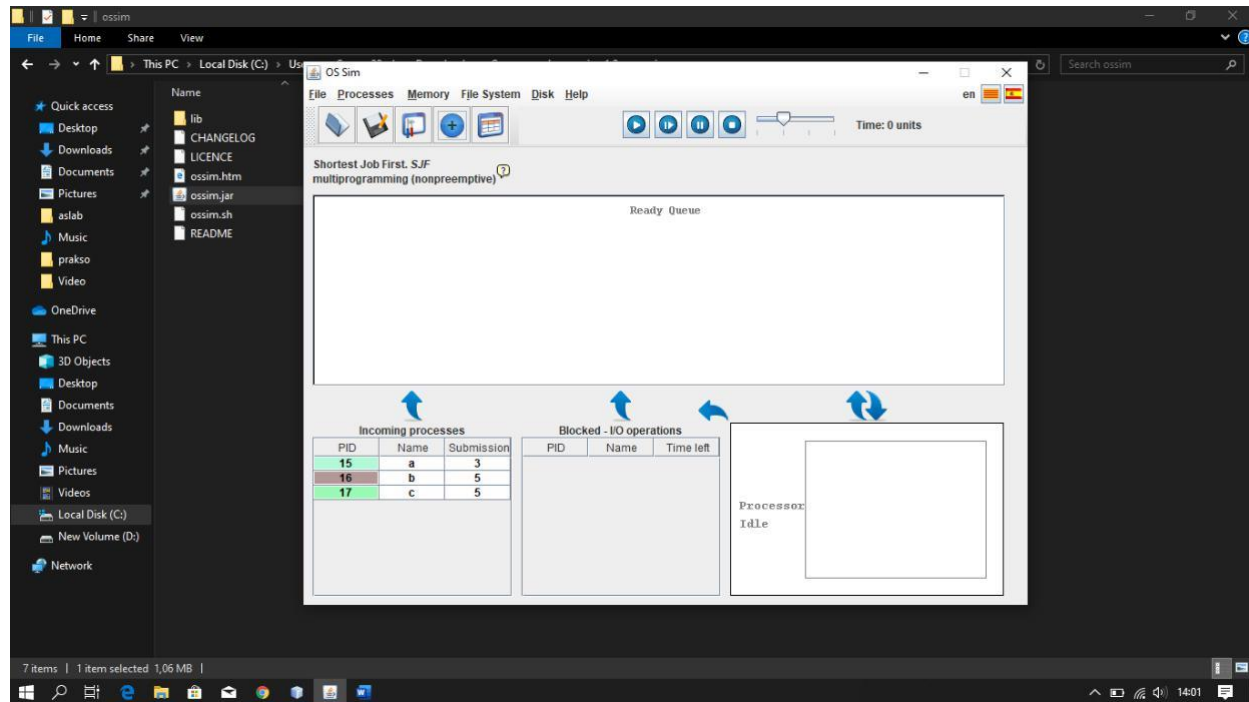 ossim
File Home Share View
This PC > Local Disk (C:) >
Search ossim
Quick access
Desktop
Downloads
Documents
Pictures
aslab
Music
prakso
Video
OneDrive
This PC
3D Objects
Desktop
Documents
Downloads
Music
Pictures
Videos
Local Disk (C:)
New Volume (D:)
Network
Name
lib
CHANGELOG
LICENCE
ossim.htm
ossim.jar
ossim.sh
README
OS Sim
File Processes Memory File System Disk Help
en
Time: 0 units
Shortest Job First. SJF
multiprogramming (nonpreemptive)
Ready Queue
Incoming processes
PID Name Submission
15 a 3
16 b 5
17 c 5
Blocked - I/O operations
PID Name Time left
Processor
Idle
7 items | 1 item selected 1,06 MB |
14:01